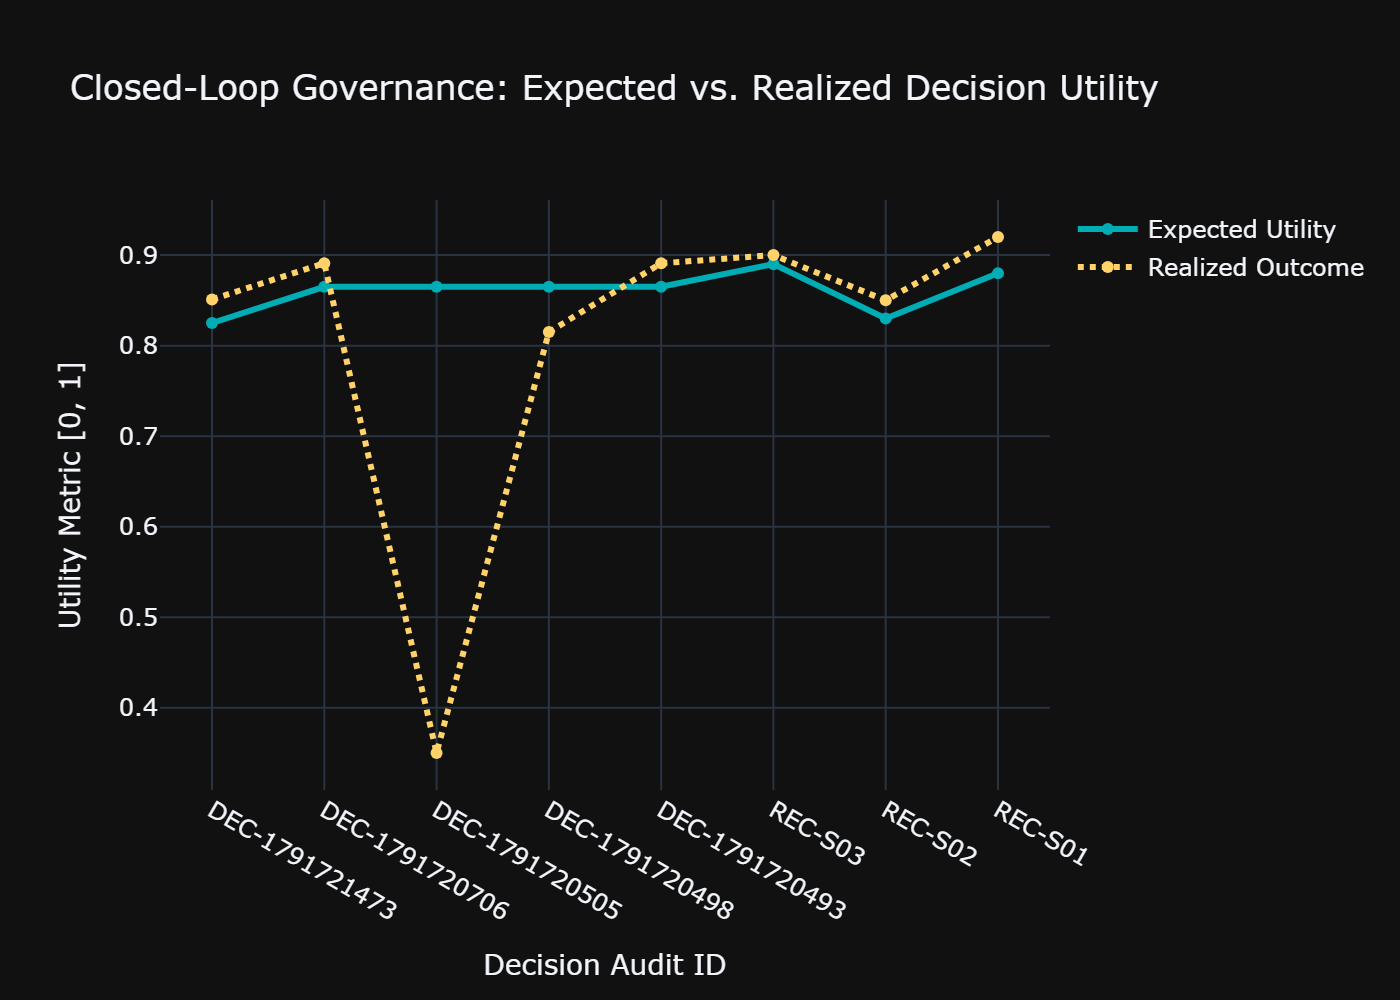 Closed-Loop Governance: Expected vs. Realized Decision Utility
Expected Utility
Realized Outcome
Utility Metric [0, 1]
0.9
0.8
0.7
0.6
0.5
0.4
DEC-1791721473
DEC-1791720706
DEC-1791720505
DEC-1791720498
DEC-1791720493
REC-S03
REC-S02
REC-S01
Decision Audit ID